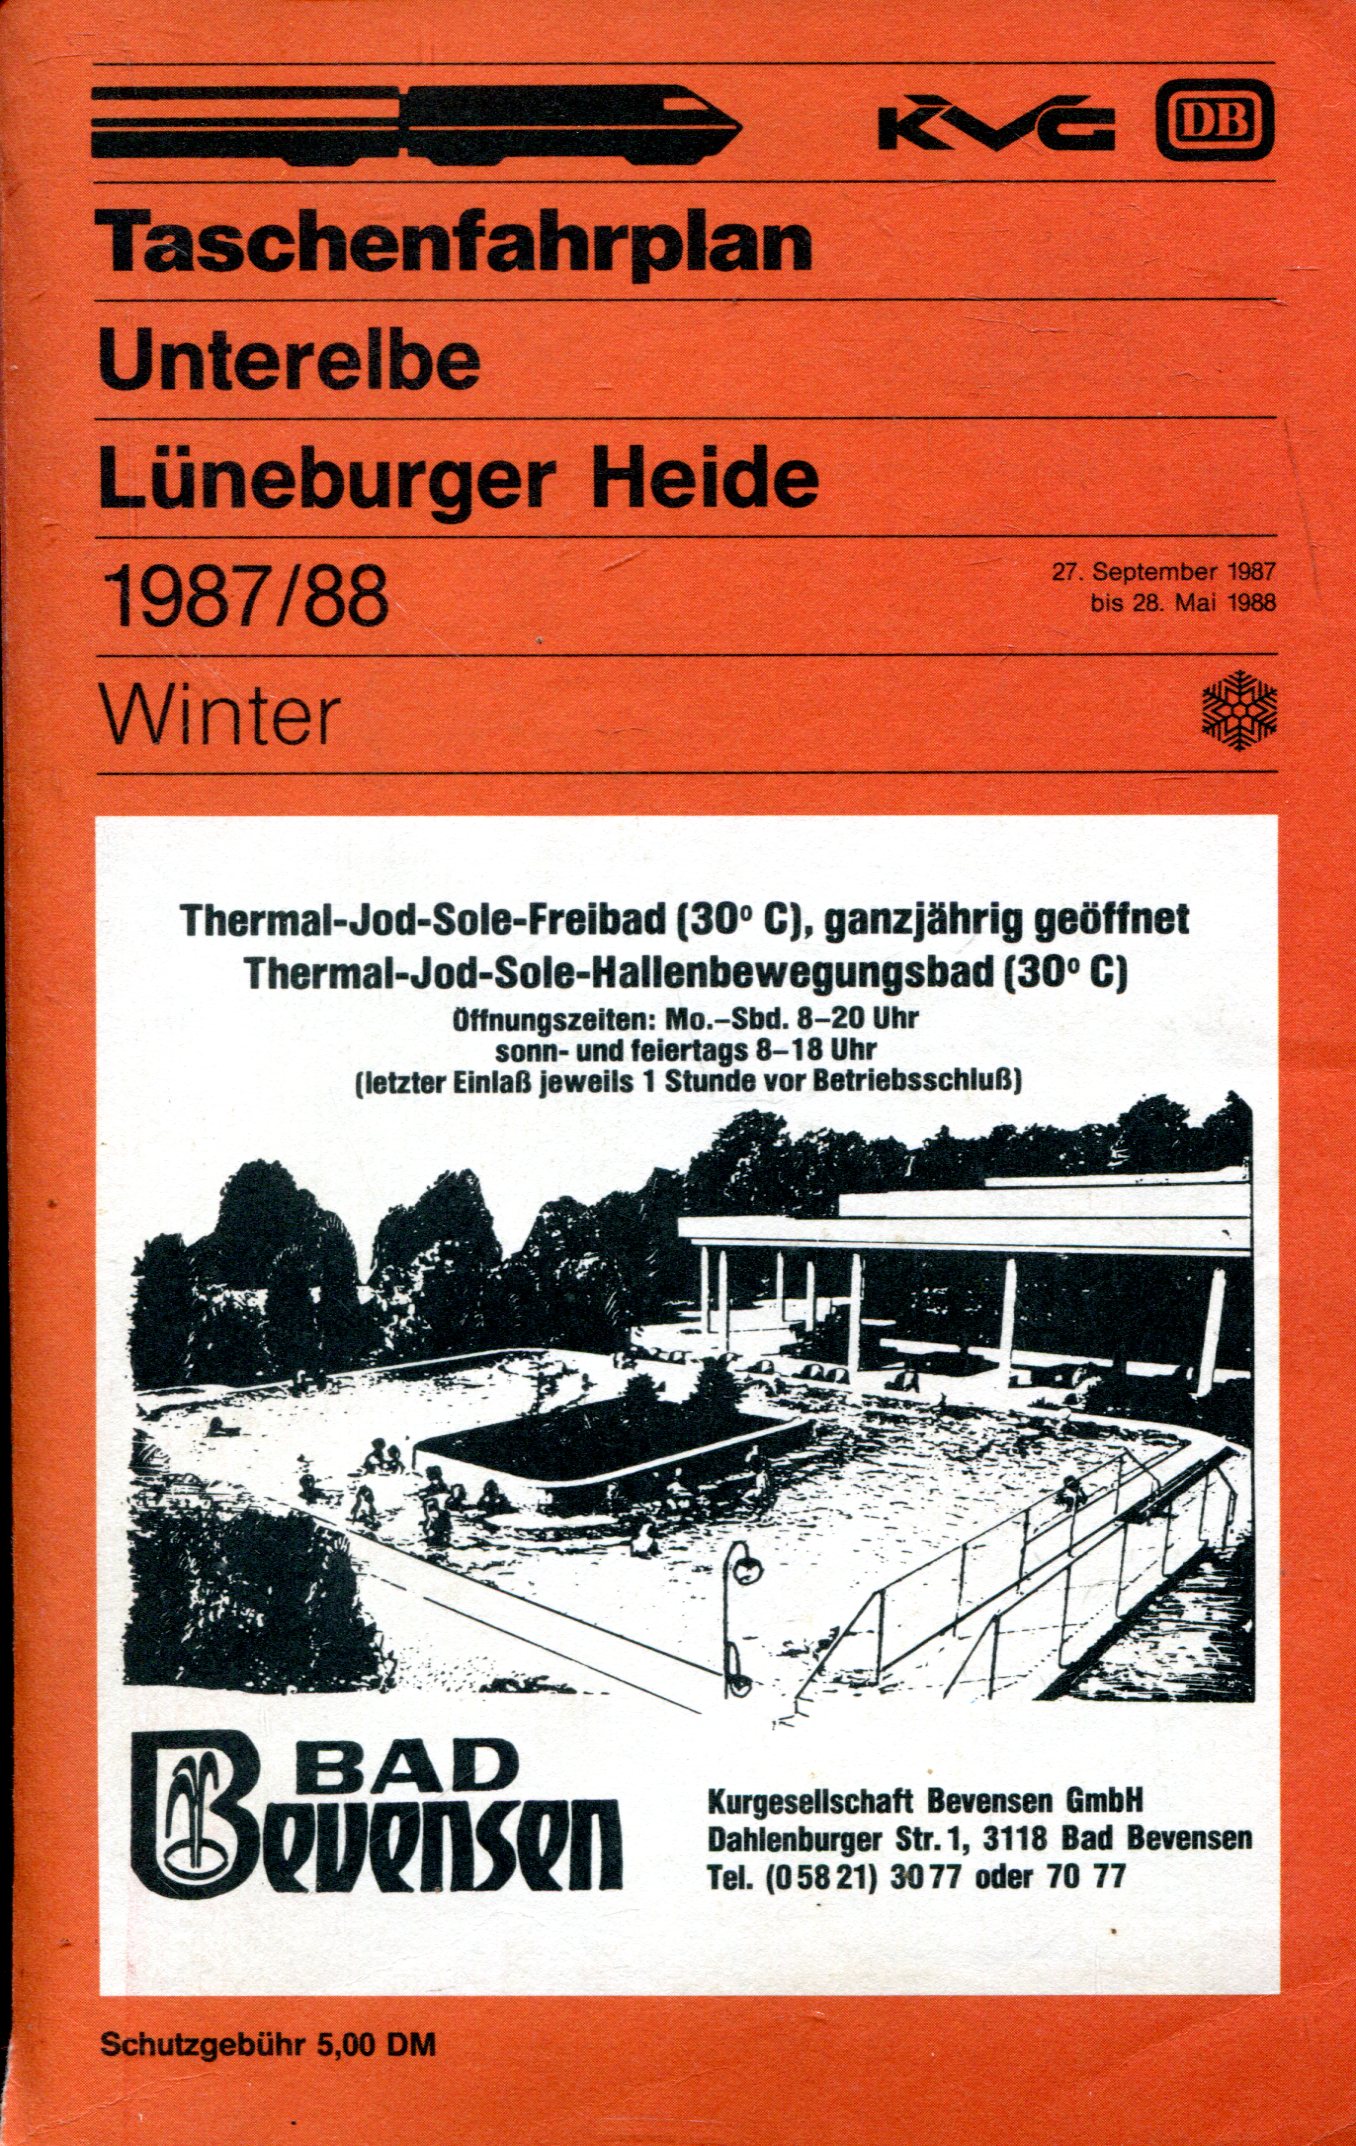 KVG DB
Taschenfahrplan
Unterelbe
Lüneburger Heide
1987/88
27. September 1987
bis 28. Mai 1988
Winter
Thermal-Jod-Sole-Freibad (30º C), ganzjährig geöffnet
Thermal-Jod-Sole-Hallenbewegungsbad (30º C)
Öffnungszeiten: Mo.–Sbd. 8–20 Uhr
sonn- und feiertags 8–18 Uhr
(letzter Einlaß jeweils 1 Stunde vor Betriebsschluß)
BAD
Bevensen
Kurgesellschaft Bevensen GmbH
Dahlenburger Str. 1, 3118 Bad Bevensen
Tel. (0 58 21) 30 77 oder 70 77
Schutzgebühr 5,00 DM